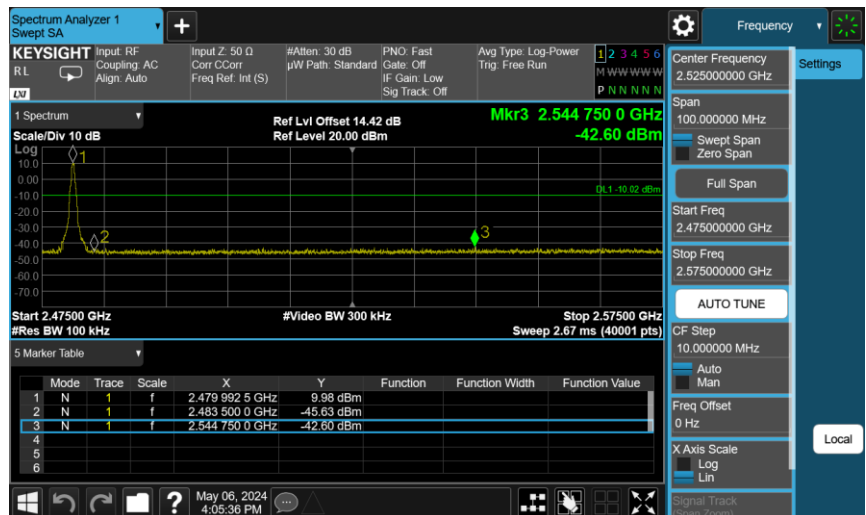 Spectrum Analyzer 1
Swept SA
+
Frequency
KEYSIGHT
RL
LXI
Input: RF
Coupling: AC
Align: Auto
Input Z: 50 Ω
Corr CCorr
Freq Ref: Int (S)
#Atten: 30 dB
µW Path: Standard
PNO: Fast
Gate: Off
IF Gain: Low
Sig Track: Off
Avg Type: Log-Power
Trig: Free Run
1 2 3 4 5 6
M W W W W W
P N N N N N
1 Spectrum
Scale/Div 10 dB
Ref Lvl Offset 14.42 dB
Ref Level 20.00 dBm
Mkr3 2.544 750 0 GHz
-42.60 dBm
Log
10.0
0.00
-10.0
-20.0
-30.0
-40.0
-50.0
-60.0
-70.0
1
2
3
DL1 -10.02 dBm
Start 2.47500 GHz
#Res BW 100 kHz
#Video BW 300 kHz
Stop 2.57500 GHz
Sweep 2.67 ms (40001 pts)
5 Marker Table
Mode Trace Scale X Y Function Function Width Function Value
1 N 1 f 2.479 992 5 GHz 9.98 dBm
2 N 1 f 2.483 500 0 GHz -45.63 dBm
3 N 1 f 2.544 750 0 GHz -42.60 dBm
4
5
6
?
May 06, 2024
4:05:36 PM
Center Frequency
2.525000000 GHz
Span
100.000000 MHz
Swept Span
Zero Span
Full Span
Start Freq
2.475000000 GHz
Stop Freq
2.575000000 GHz
AUTO TUNE
CF Step
10.000000 MHz
Auto
Man
Freq Offset
0 Hz
X Axis Scale
Log
Lin
Signal Track
(Span Zoom)
Settings
Local